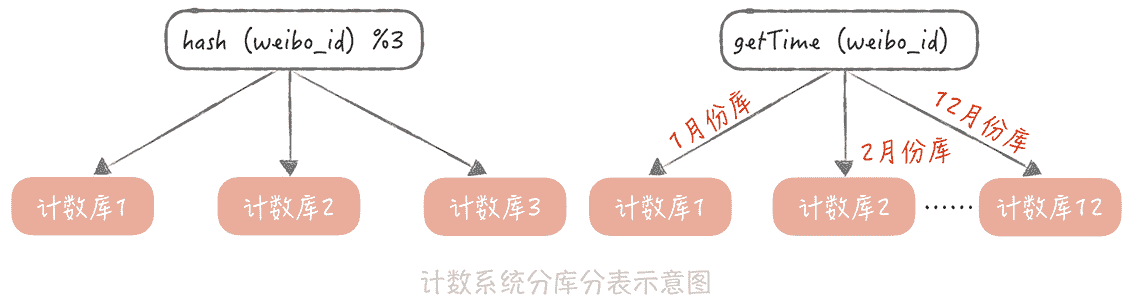 hash (weibo_id) %3
getTime (weibo_id)
1月份库
2月份库
12月份库
计数库1
计数库2
计数库3
计数库1
计数库2
……
计数库12
计数系统分库分表示意图